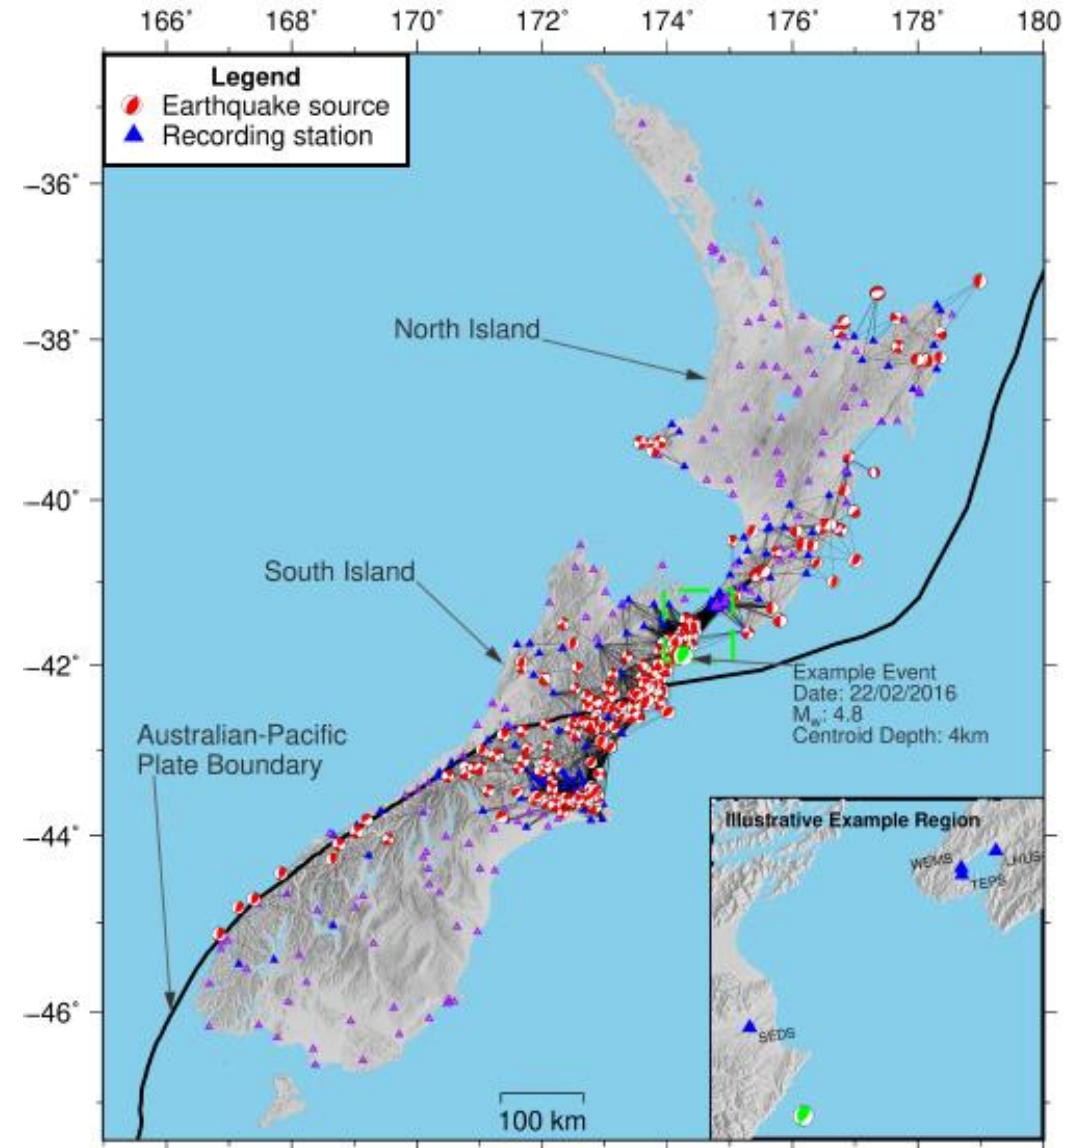 166° 168° 170° 172° 174° 176° 178° 180
Legend
Earthquake source
Recording station
−36°
−38°
−40°
−42°
−44°
−46°
North Island
South Island
Example Event
Date: 22/02/2016
Mw: 4.8
Centroid Depth: 4km
Australian-Pacific
Plate Boundary
Illustrative Example Region
WEMS
LHUS
TEPS
SEDS
100 km